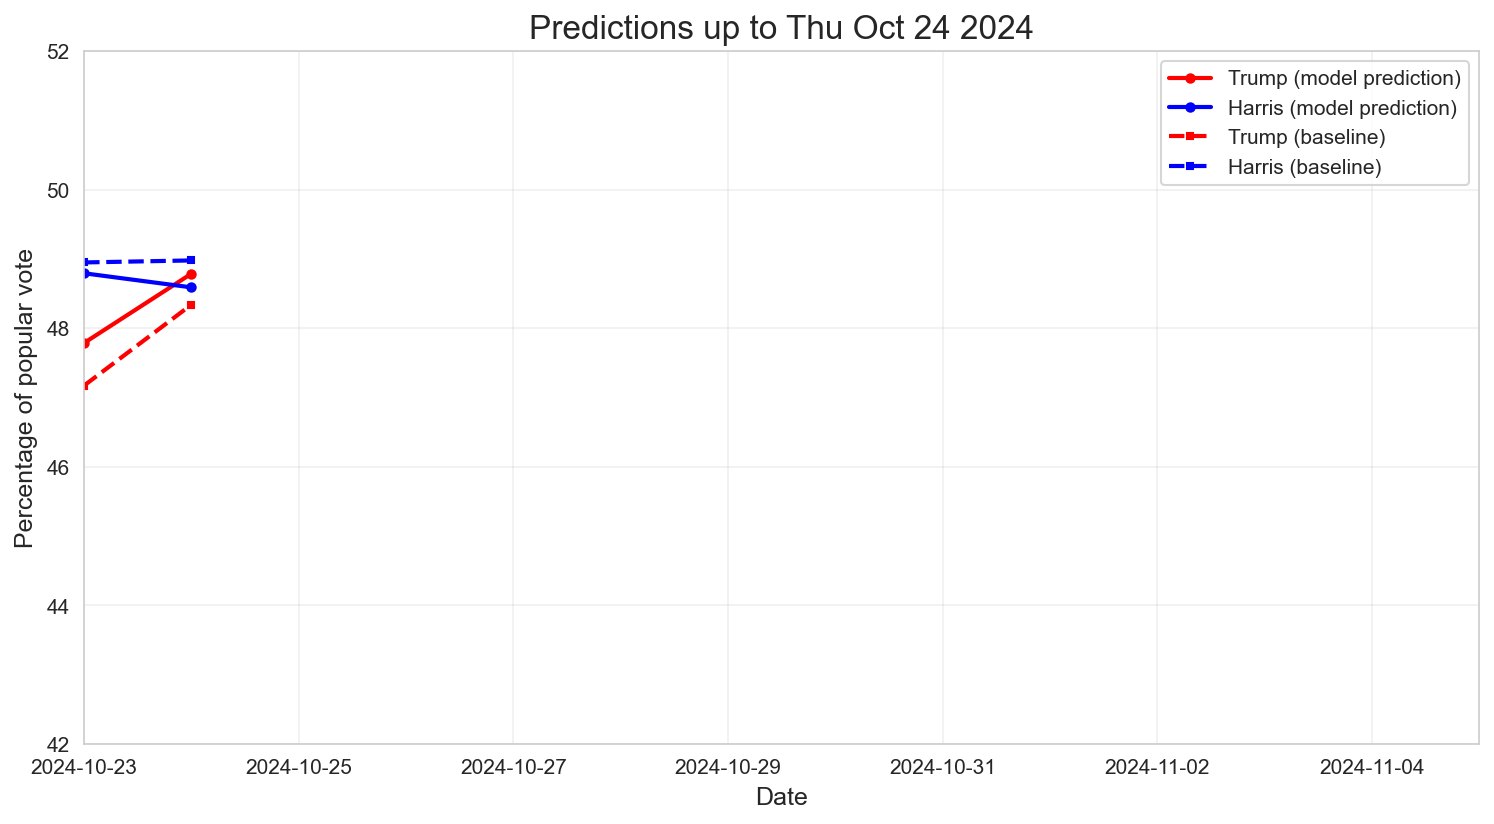 Predictions up to Thu Oct 24 2024
Trump (model prediction)
Harris (model prediction)
Trump (baseline)
Harris (baseline)
Percentage of popular vote
52
50
48
46
44
42
2024-10-23
2024-10-25
2024-10-27
2024-10-29
2024-10-31
2024-11-02
2024-11-04
Date